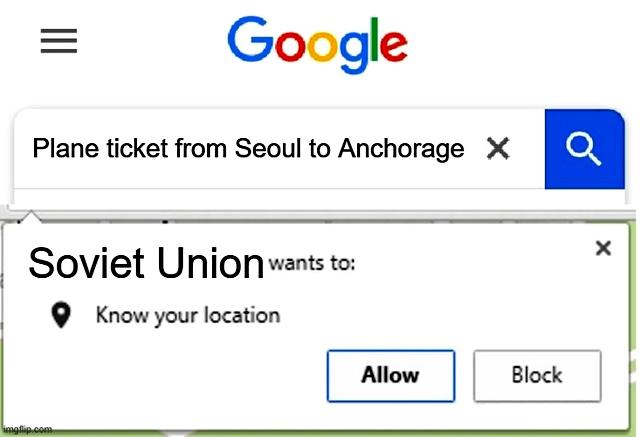 Google
Plane ticket from Seoul to Anchorage
Soviet Union wants to:
Know your location
Allow
Block
imgflip.com